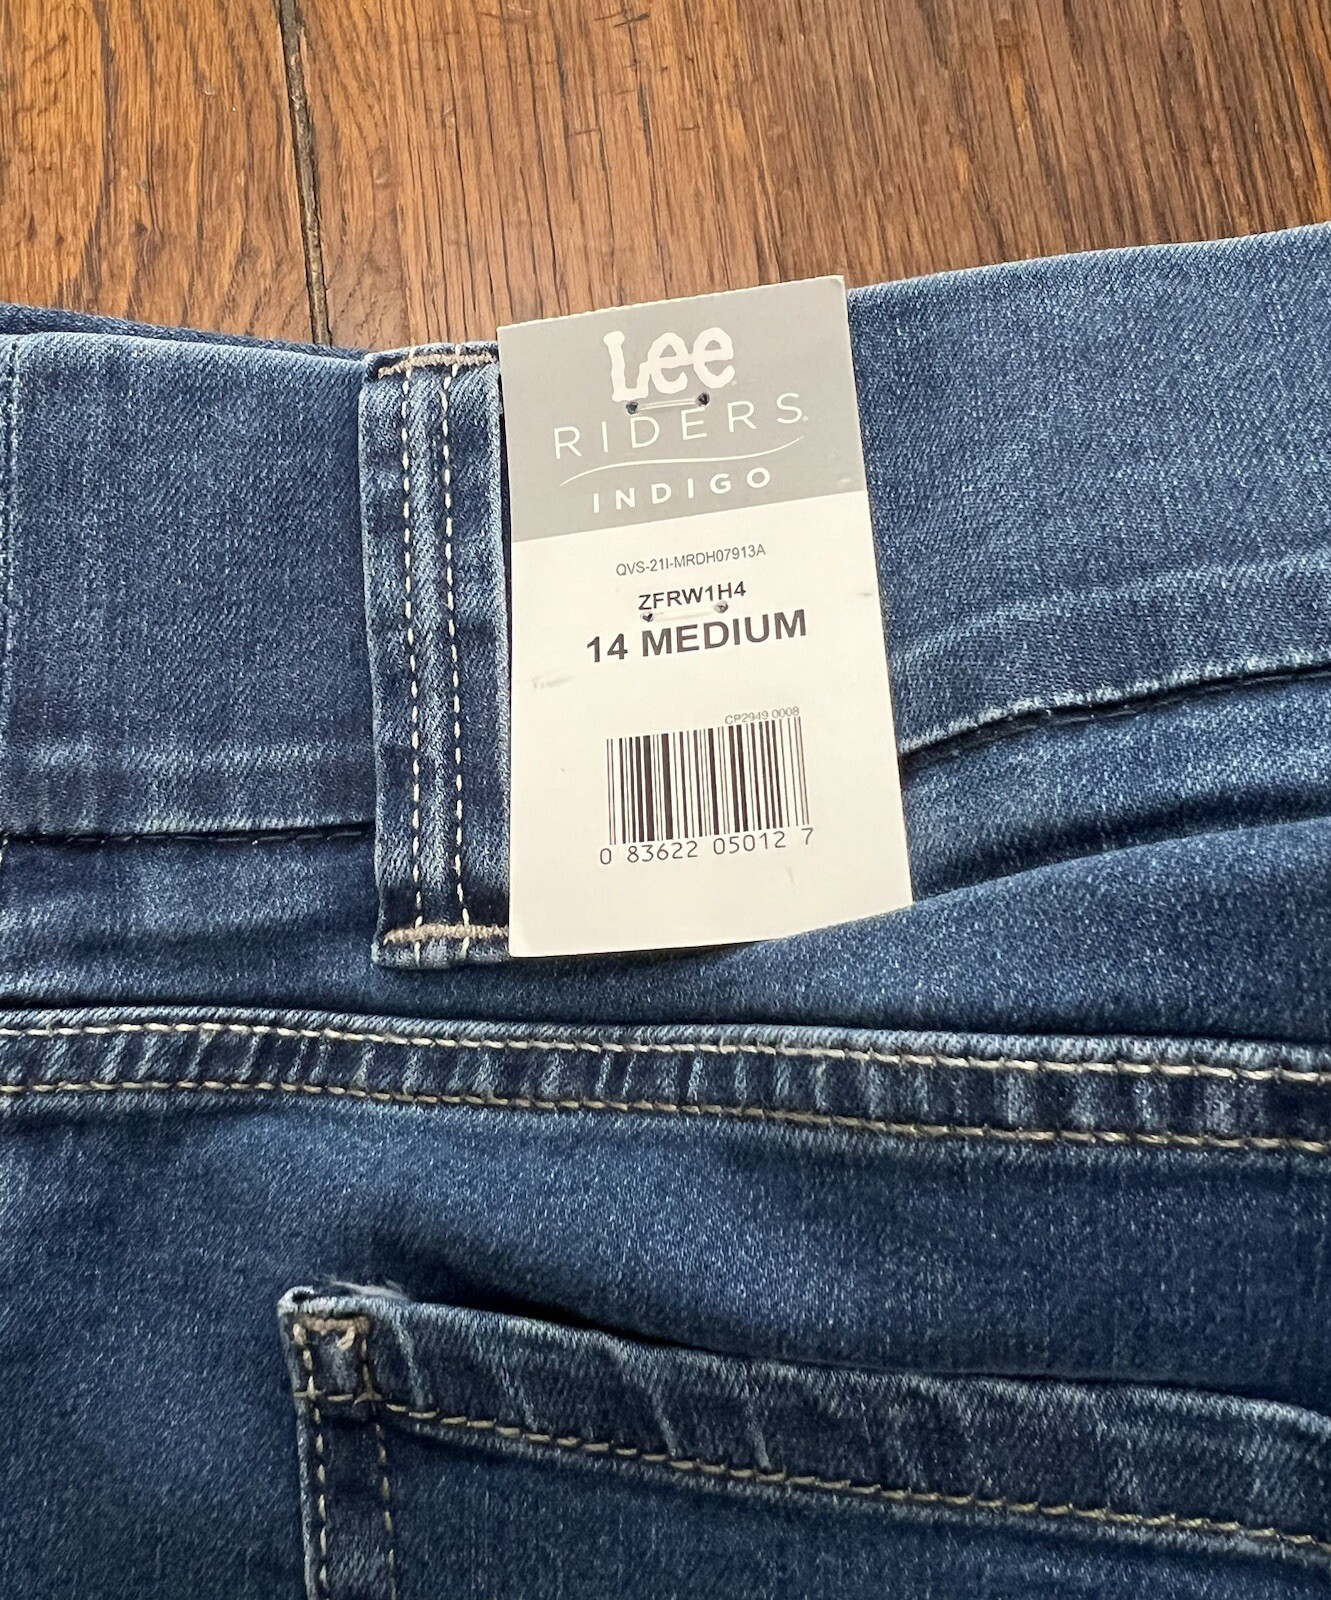 Lee
RIDERS
INDIGO
QVS-21I-MRDH07913A
ZFRW1H4
14 MEDIUM
CP2949 0008
0 83622 05012 7